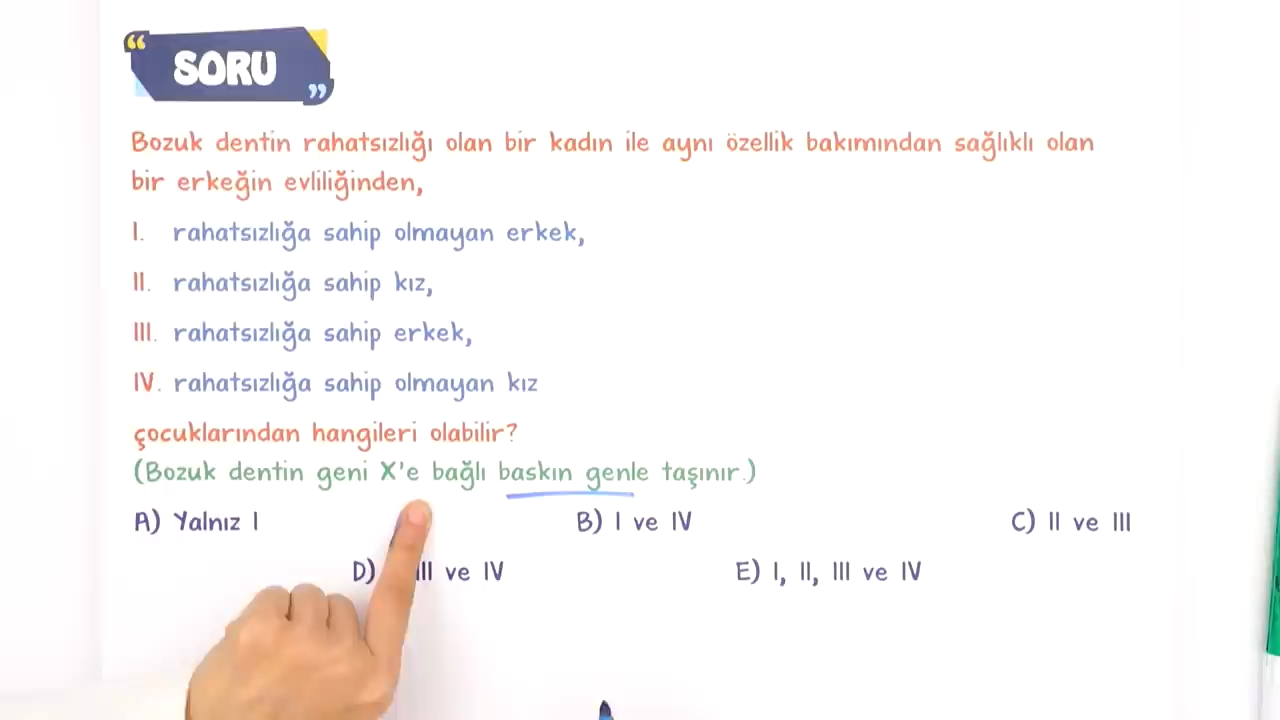 “ SORU ”
Bozuk dentin rahatsızlığı olan bir kadın ile aynı özellik bakımından sağlıklı olan
bir erkeğin evliliğinden,
I. rahatsızlığa sahip olmayan erkek,
II. rahatsızlığa sahip kız,
III. rahatsızlığa sahip erkek,
IV. rahatsızlığa sahip olmayan kız
çocuklarından hangileri olabilir?
(Bozuk dentin geni X'e bağlı baskın genle taşınır.)
A) Yalnız I B) I ve IV C) II ve III
D) ve IV E) I, II, III ve IV